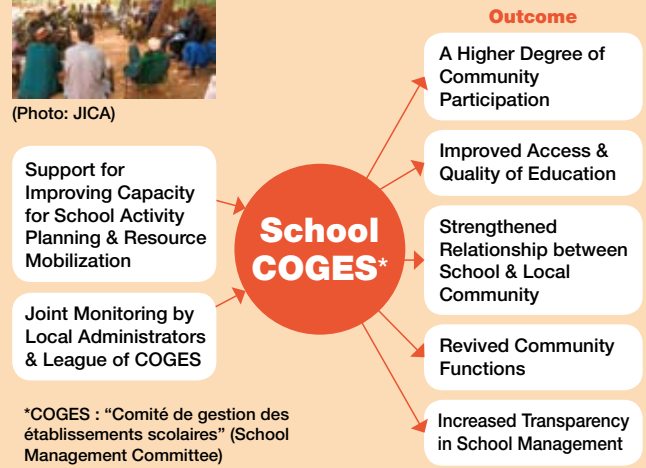 (Photo: JICA)
Support for
Improving Capacity
for School Activity
Planning & Resource
Mobilization
Joint Monitoring by
Local Administrators
& League of COGES
*COGES : “Comité de gestion des
établissements scolaires” (School
Management Committee)
School
COGES*
Outcome
A Higher Degree of
Community
Participation
Improved Access &
Quality of Education
Strengthened
Relationship between
School & Local
Community
Revived Community
Functions
Increased Transparency
in School Management